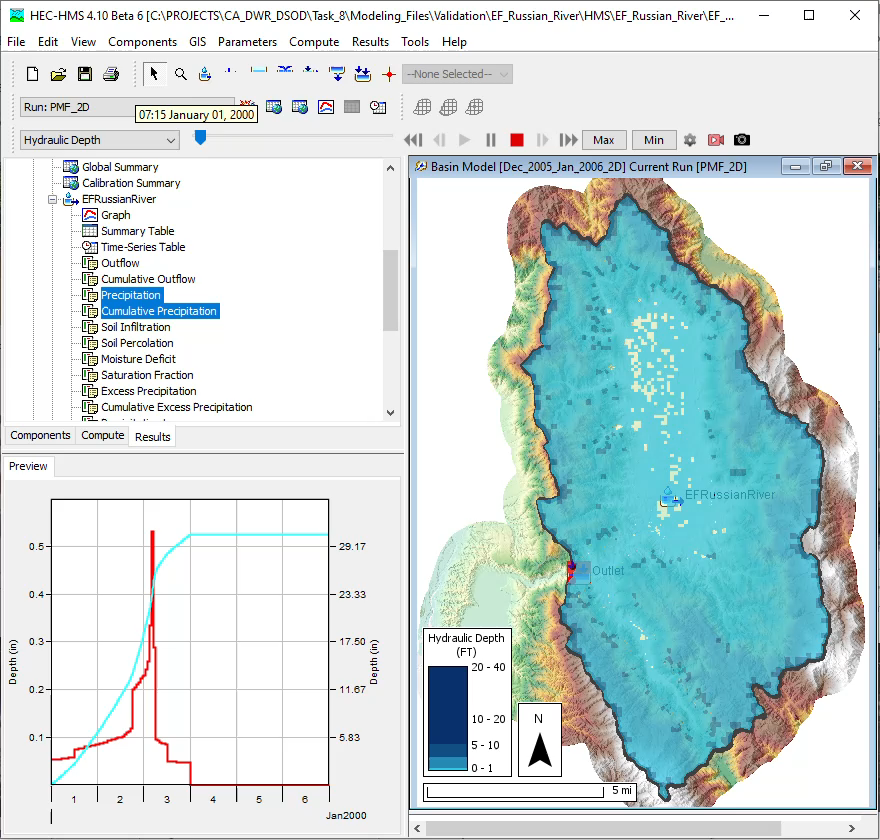 HEC-HMS 4.10 Beta 6 [C:\PROJECTS\CA_DWR_DSOD\Task_8\Modeling_Files\Validation\EF_Russian_River\HMS\EF_Russian_River\EF_...
File Edit View Components GIS Parameters Compute Results Tools Help
--None Selected--
Run: PMF_2D
07:15 January 01, 2000
Hydraulic Depth
Max Min
Global Summary
Calibration Summary
EFRussianRiver
Graph
Summary Table
Time-Series Table
Outflow
Cumulative Outflow
Precipitation
Cumulative Precipitation
Soil Infiltration
Soil Percolation
Moisture Deficit
Saturation Fraction
Excess Precipitation
Cumulative Excess Precipitation
Components Compute Results
Preview
0.5
0.4
0.3
0.2
0.1
Depth (in)
29.17
23.33
17.50
11.67
5.83
Depth (in)
1 2 3 4 5 6
Jan2000
Basin Model [Dec_2005_Jan_2006_2D] Current Run [PMF_2D]
EFRussianRiver
Outlet
Hydraulic Depth
(FT)
20 - 40
10 - 20
5 - 10
0 - 1
N
5 mi